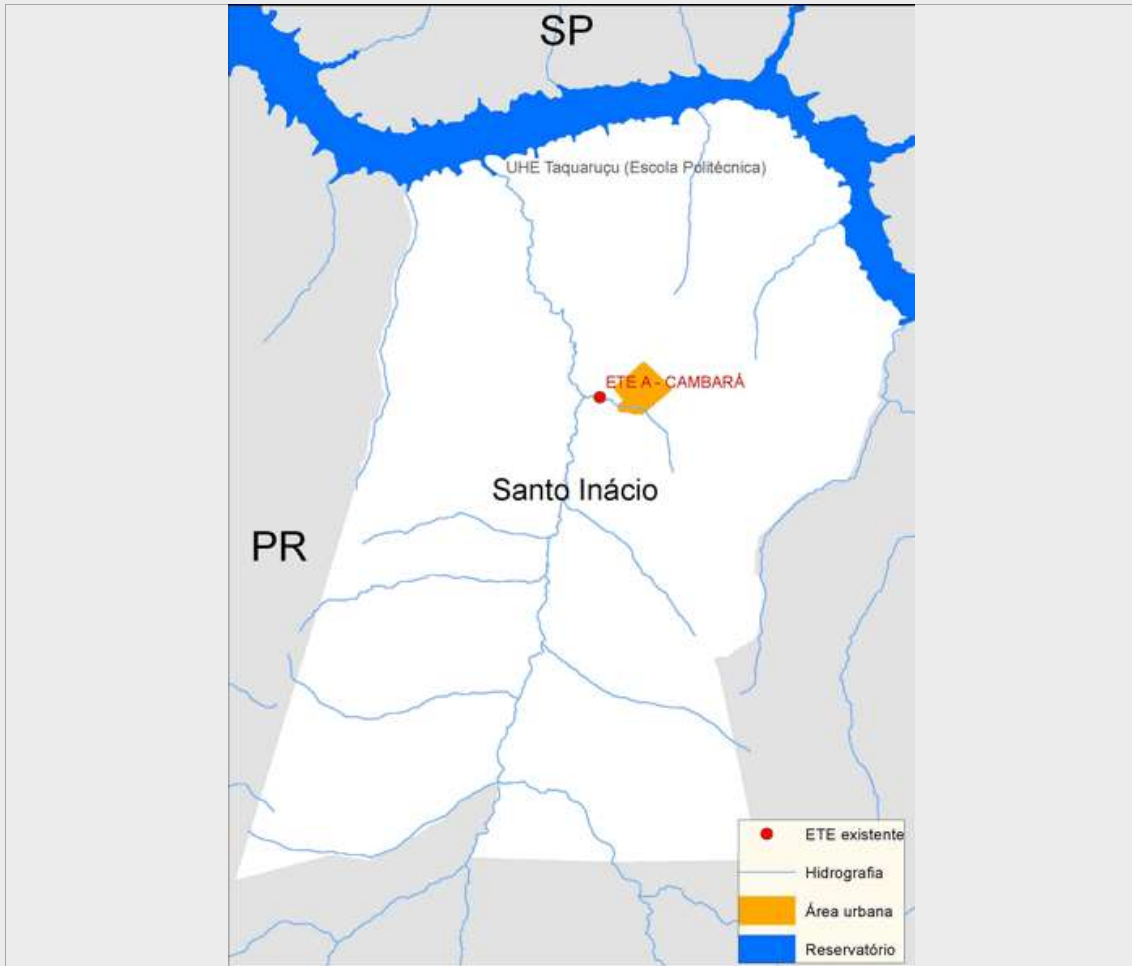 SP
UHE Taquaruçu (Escola Politécnica)
ETE A - CAMBARÁ
Santo Inácio
PR
ETE existente
Hidrografia
Área urbana
Reservatório